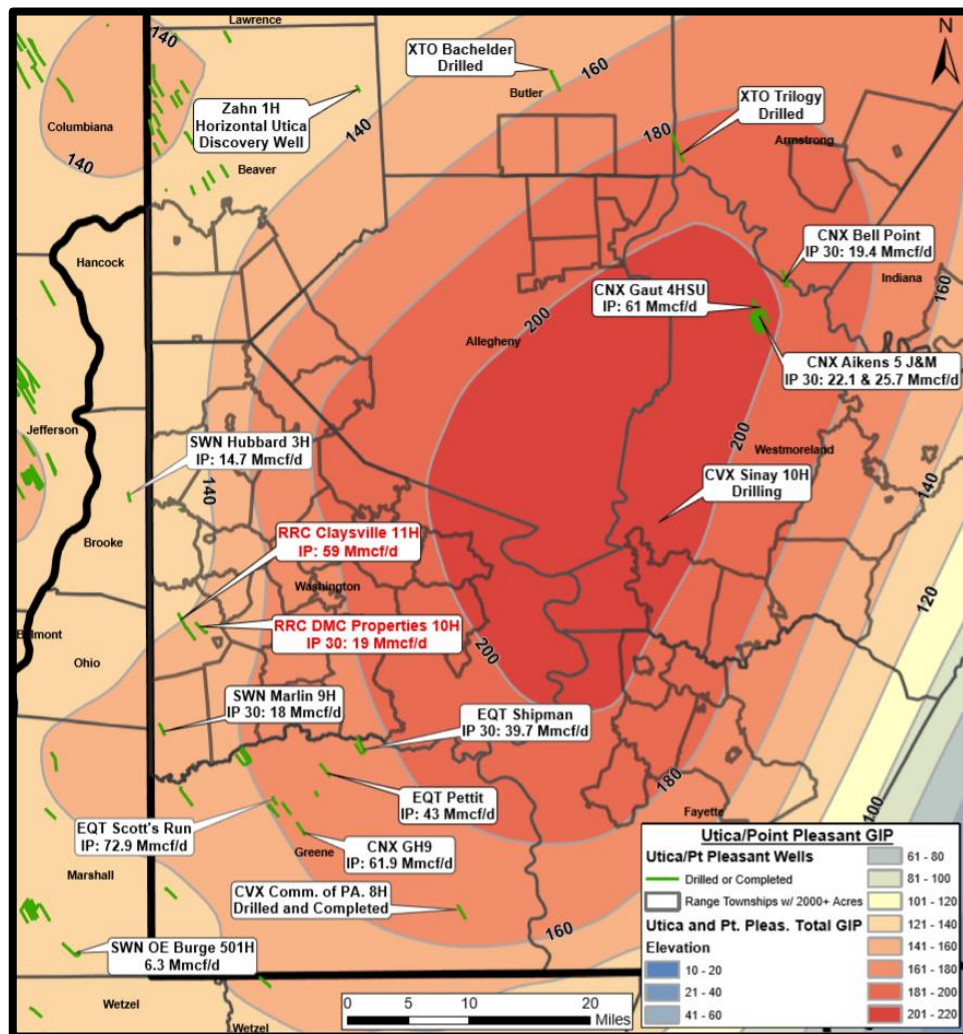 Lawrence
140
N
XTO Bachelder
Drilled
160
Butler
Zahn 1H
Horizontal Utica
Discovery Well
XTO Trilogy
Drilled
Columbiana
140
180
Armstrong
140
Beaver
Hancock
CNX Bell Point
IP 30: 19.4 Mmcf/d
Indiana
160
CNX Gaut 4HSU
IP: 61 Mmcf/d
200
Allegheny
CNX Aikens 5 J&M
IP 30: 22.1 & 25.7 Mmcf/d
Jefferson
SWN Hubbard 3H
IP: 14.7 Mmcf/d
200
Westmoreland
140
140
CVX Sinay 10H
Drilling
Brooke
RRC Claysville 11H
IP: 59 Mmcf/d
Washington
120
RRC DMC Properties 10H
IP 30: 19 Mmcf/d
Belmont
Ohio
200
SWN Marlin 9H
IP 30: 18 Mmcf/d
EQT Shipman
IP 30: 39.7 Mmcf/d
180
EQT Pettit
IP: 43 Mmcf/d
Fayette
100
EQT Scott's Run
IP: 72.9 Mmcf/d
Greene
CNX GH9
IP: 61.9 Mmcf/d
Marshall
CVX Comm. of PA. 8H
Drilled and Completed
160
SWN OE Burge 501H
6.3 Mmcf/d
Wetzel
Wetzel
0 5 10 20
Miles
Utica/Point Pleasant GIP
Utica/Pt Pleasant Wells
Drilled or Completed
Range Townships w/ 2000+ Acres
Utica and Pt. Pleas. Total GIP
Elevation
10 - 20
21 - 40
41 - 60
61 - 80
81 - 100
101 - 120
121 - 140
141 - 160
161 - 180
181 - 200
201 - 220